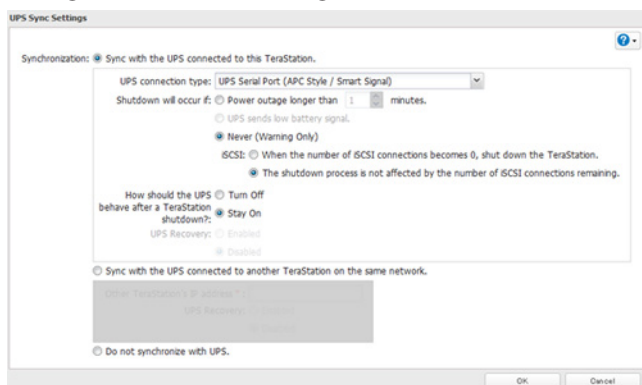 UPS Sync Settings
Synchronization: Sync with the UPS connected to this TeraStation.
UPS connection type: UPS Serial Port (APC Style / Smart Signal)
Shutdown will occur if: Power outage longer than 1 minutes.
UPS sends low battery signal.
Never (Warning Only)
iSCSI: When the number of iSCSI connections becomes 0, shut down the TeraStation.
The shutdown process is not affected by the number of iSCSI connections remaining.
How should the UPS behave after a TeraStation shutdown?: Turn Off
Stay On
UPS Recovery: Enabled
Disabled
Sync with the UPS connected to another TeraStation on the same network.
Other TeraStation's IP address * :
UPS Recovery: Enabled
Disabled
Do not synchronize with UPS.
OK Cancel